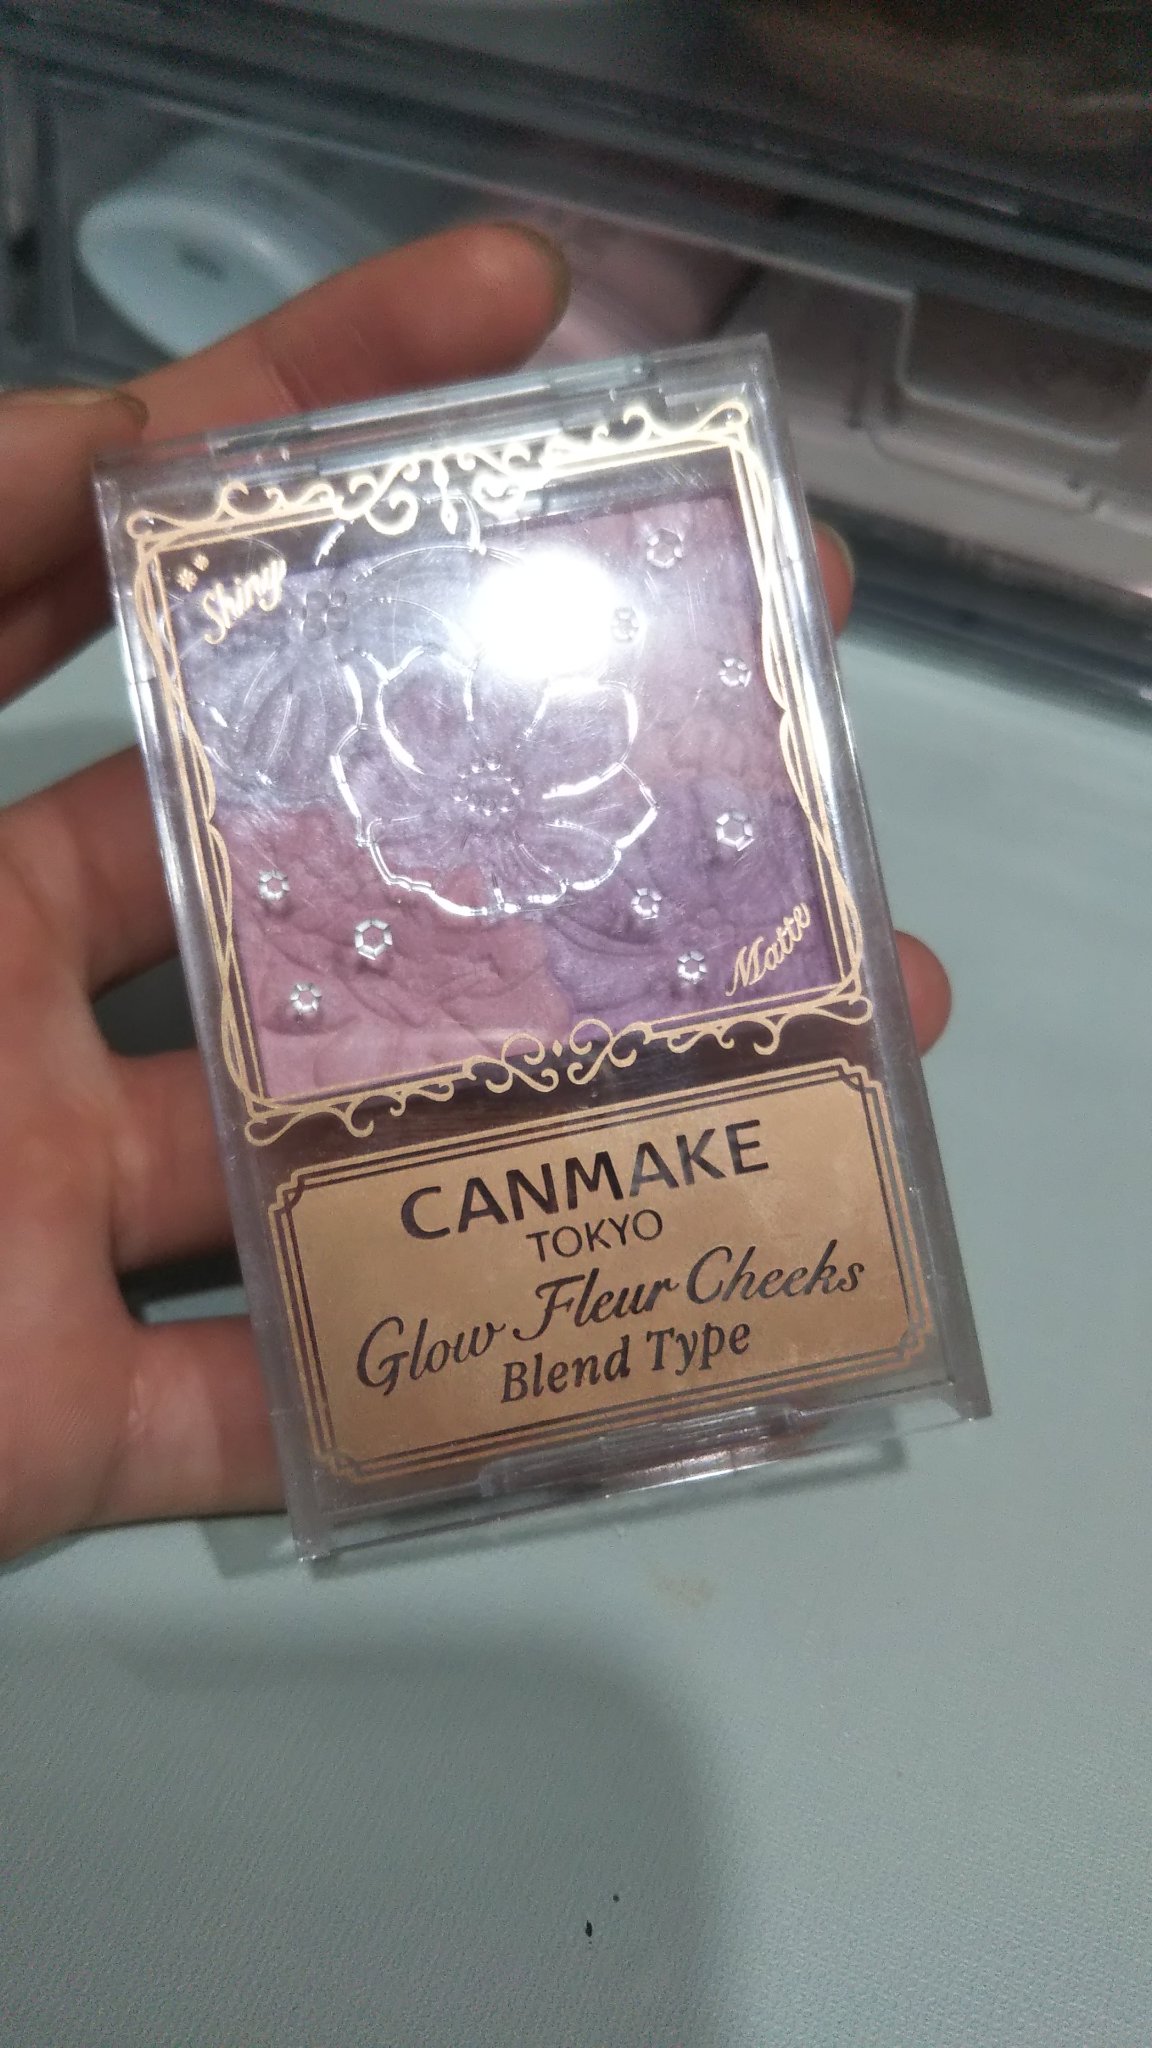 Shiny
Matte
CANMAKE
TOKYO
Glow Fleur Cheeks
Blend Type